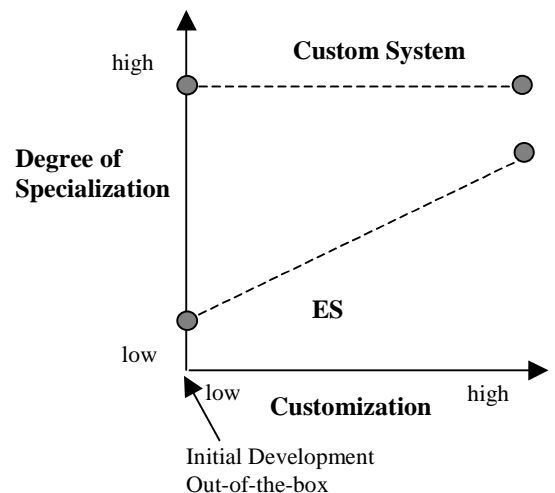 Custom System
high
Degree of
Specialization
ES
low
low
high
Customization
Initial Development
Out-of-the-box